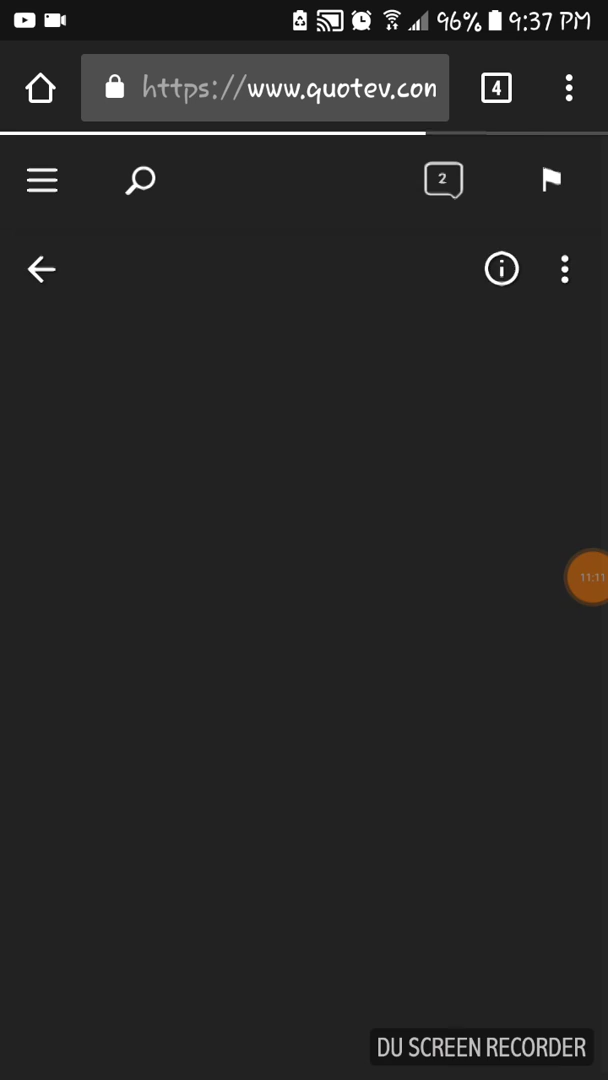 96% 9:37 PM
https://www.quotev.con
4
2
11:11
DU SCREEN RECORDER